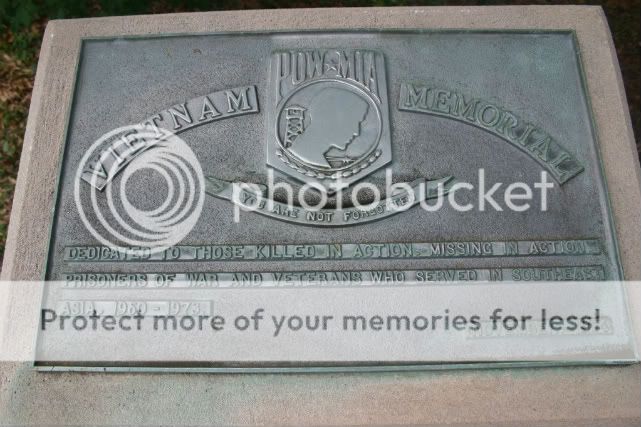 POW★MIA
VIETNAM MEMORIAL
YOU ARE NOT FORGOTTEN
photobucket
DEDICATED TO THOSE KILLED IN ACTION, MISSING IN ACTION
PRISONERS OF WAR AND VETERANS WHO SERVED IN SOUTHEAST
ASIA, 1960 - 1973.
Protect more of your memories for less!